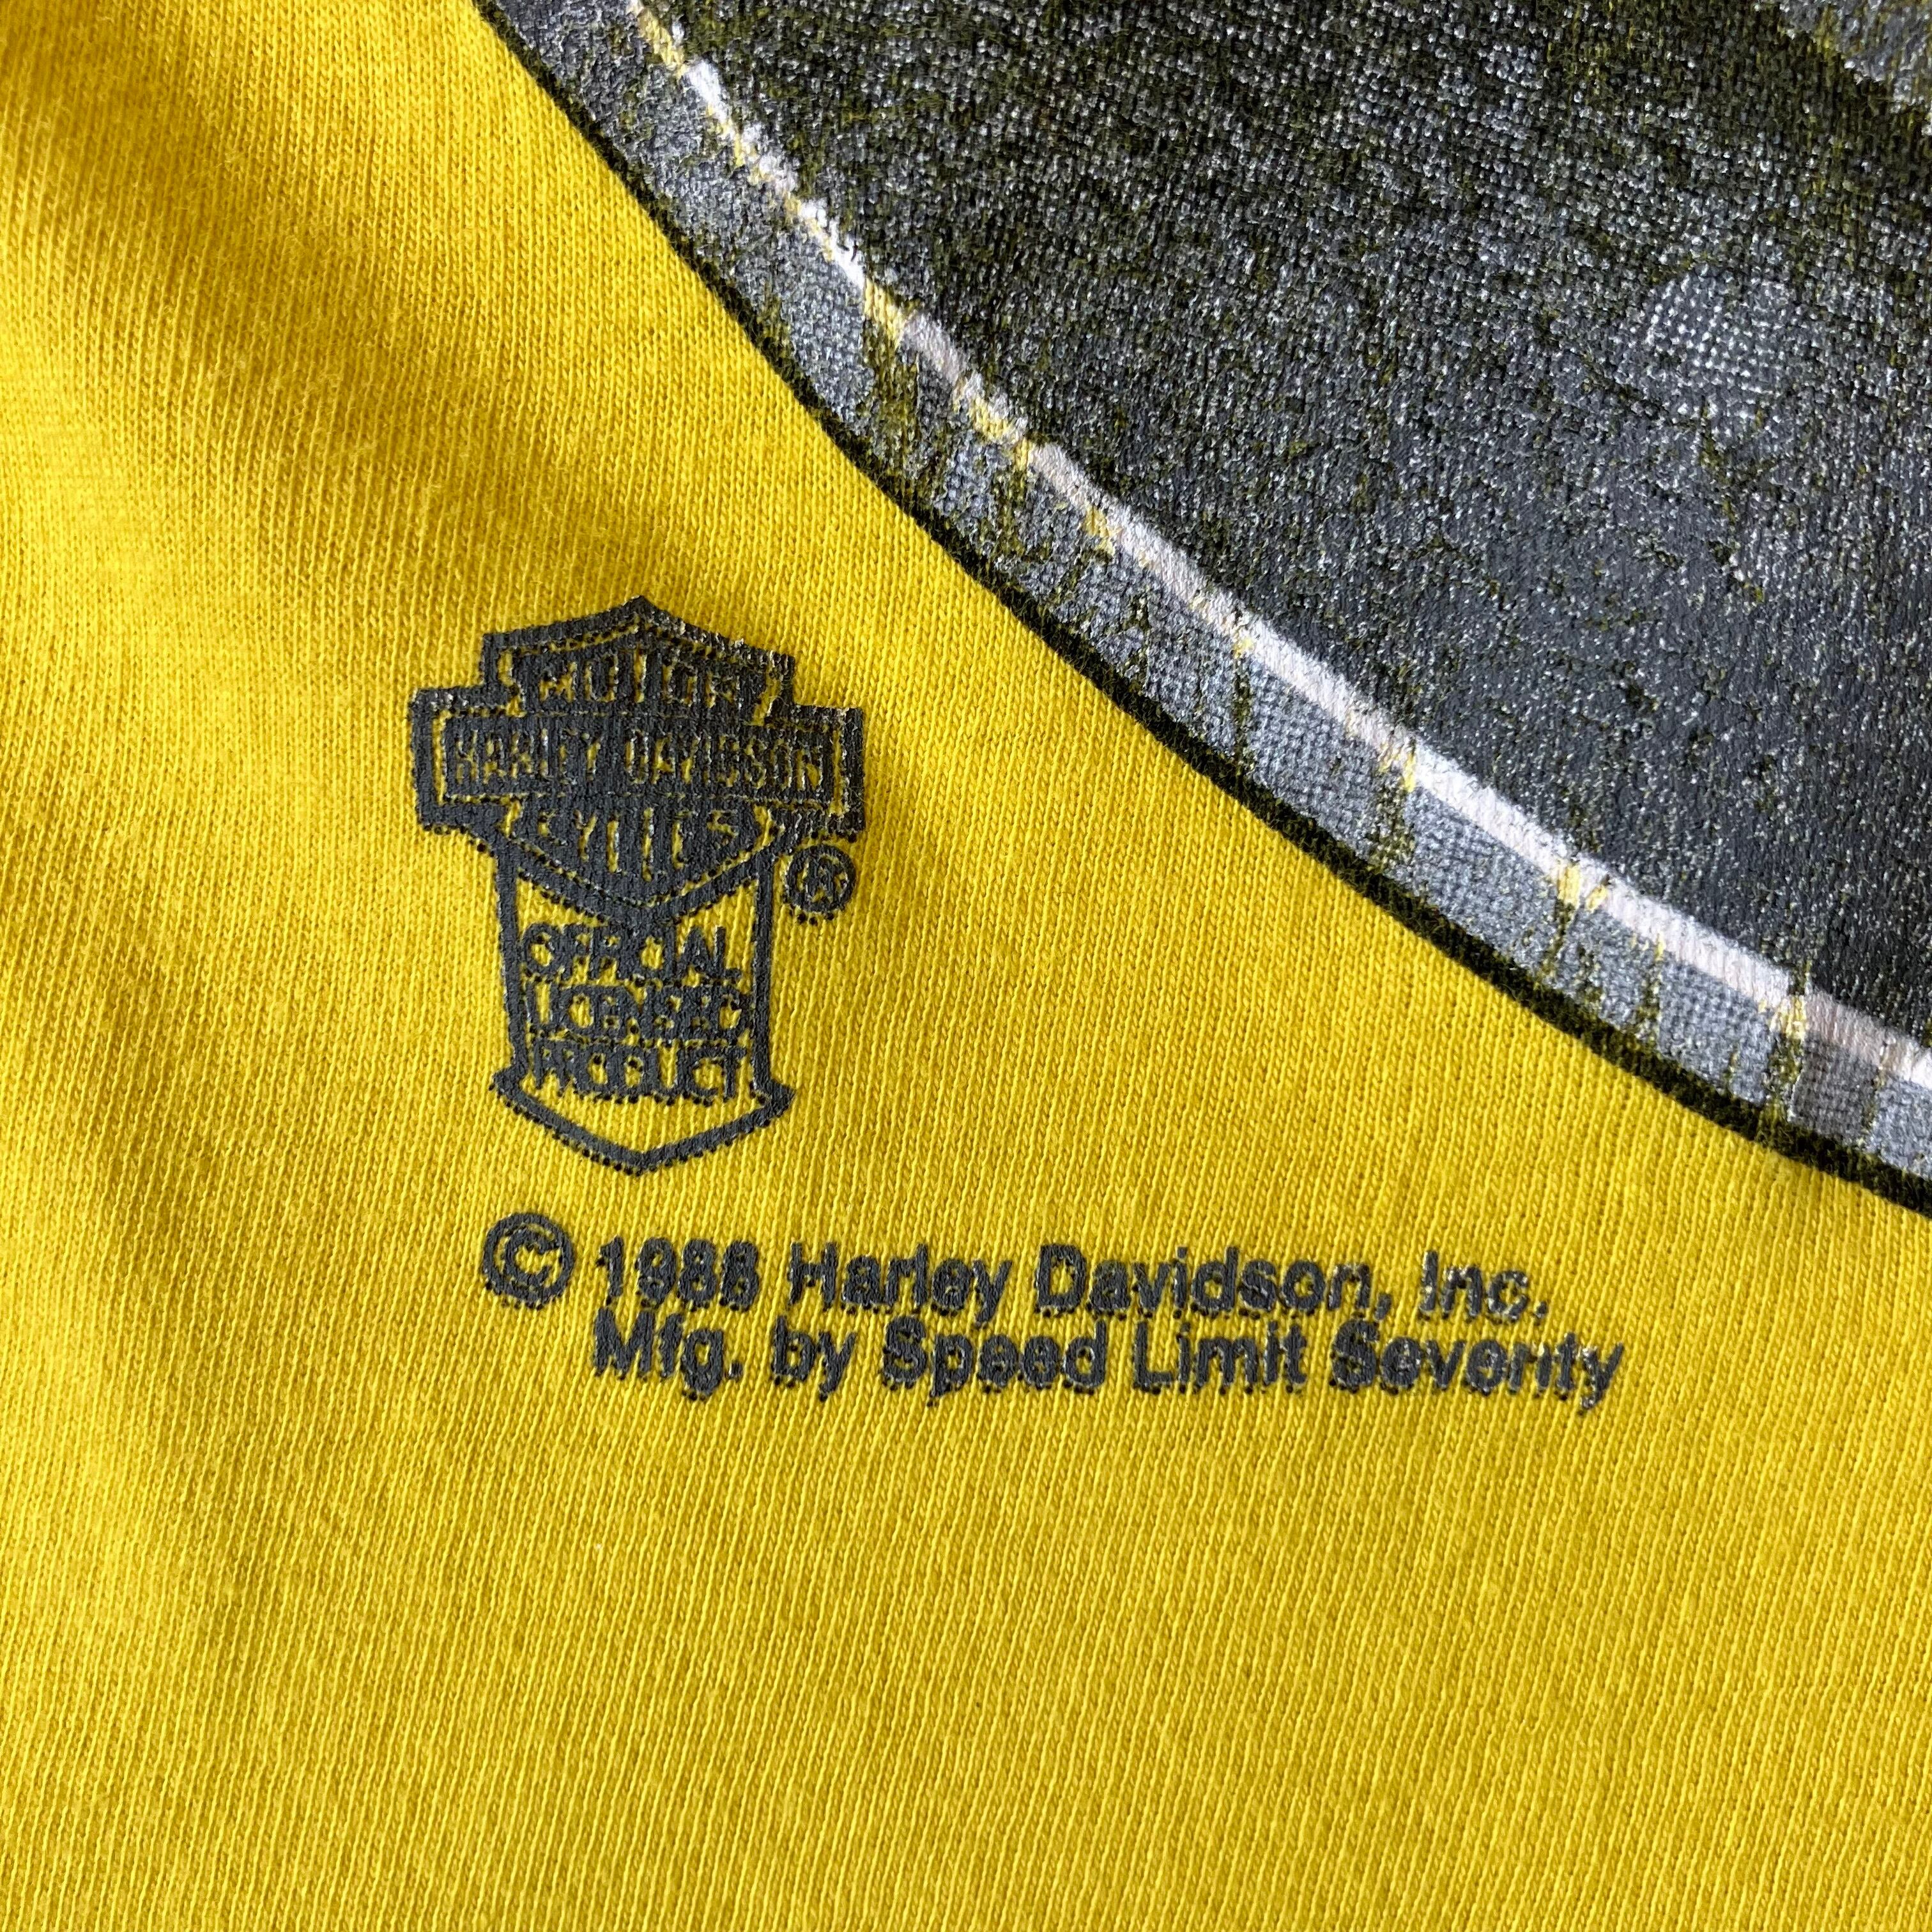 MOTOR
HARLEY-DAVIDSON
CYCLES
®
OFFICIAL
LICENSED
PRODUCT
© 1988 Harley Davidson, Inc.
Mfg. by Speed Limit Seventy